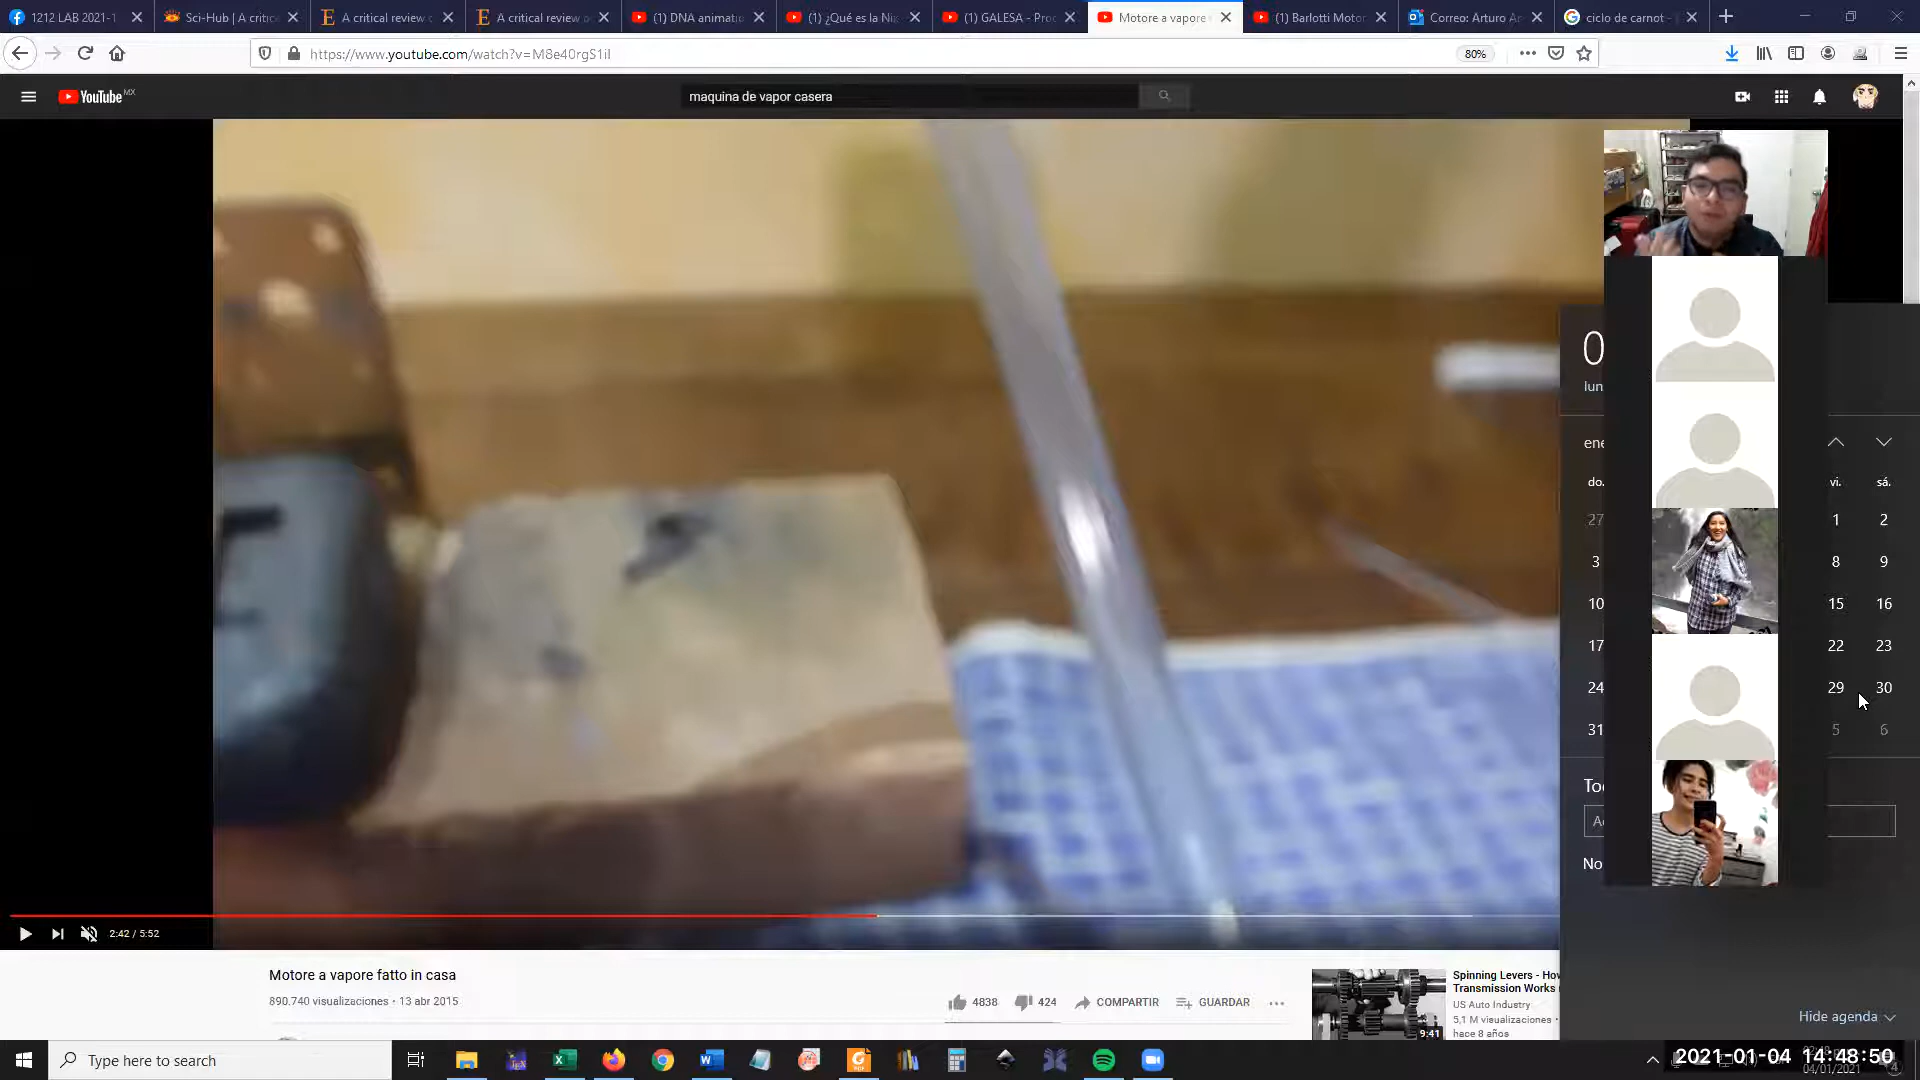 1212 LAB 2021-1
Sci-Hub | A critic
A critical review
A critical review
(1) DNA animati
(1) ¿Qué es la Ni
(1) GALESA - Pro
Motore a vapore
(1) Barlotti Motor
Correo: Arturo A
ciclo de carnot -
https://www.youtube.com/watch?v=M8e40rgS1iI
80%
YouTube MX
maquina de vapor casera
0
lun
ene
do. vi. sá.
27 1 2
3 8 9
10 15 16
17 22 23
24 29 30
31 5 6
No
2:42 / 5:52
Motore a vapore fatto in casa
890.740 visualizaciones • 13 abr 2015
4838 424 COMPARTIR GUARDAR
Spinning Levers - How
Transmission Works
US Auto Industry
5,1 M visualizaciones •
hace 8 años
9:41
Hide agenda
Type here to search
2021-01-04 14:48:50
04/01/2021